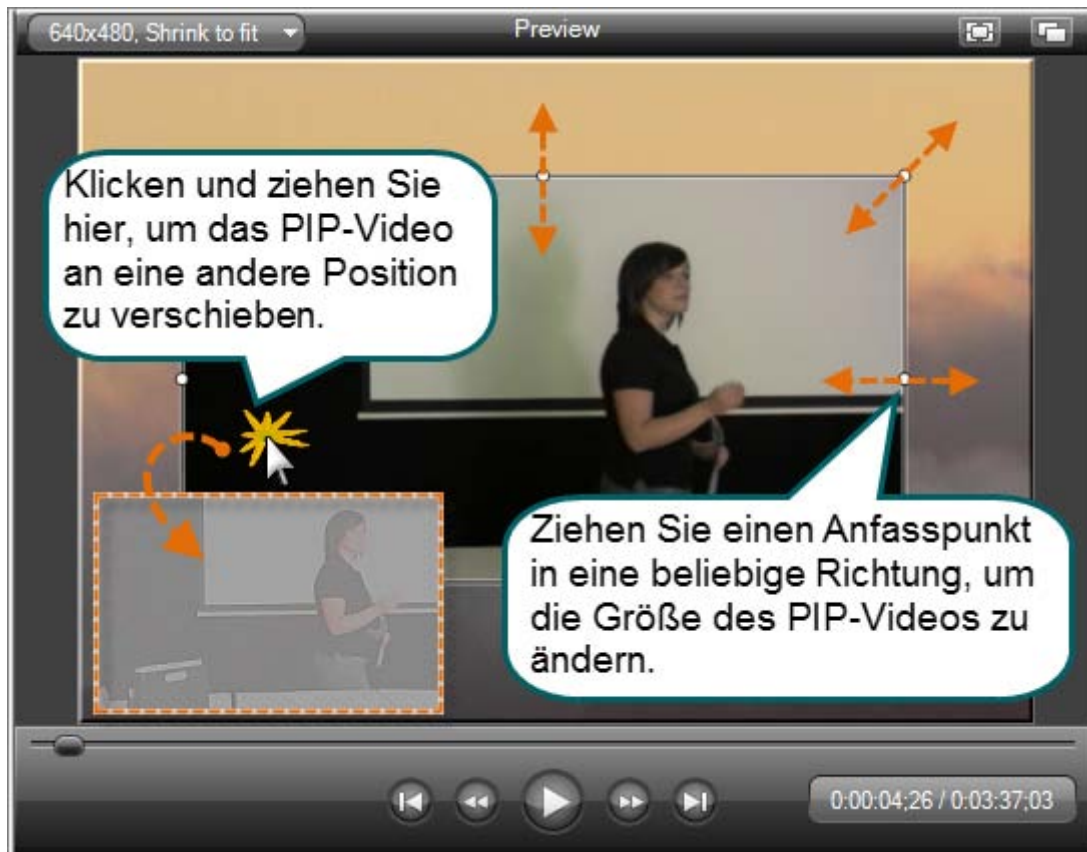 640x480, Shrink to fit
Preview
Klicken und ziehen Sie
hier, um das PIP-Video
an eine andere Position
zu verschieben.
Ziehen Sie einen Anfasspunkt
in eine beliebige Richtung, um
die Größe des PIP-Videos zu
ändern.
0:00:04;26 / 0:03:37;03